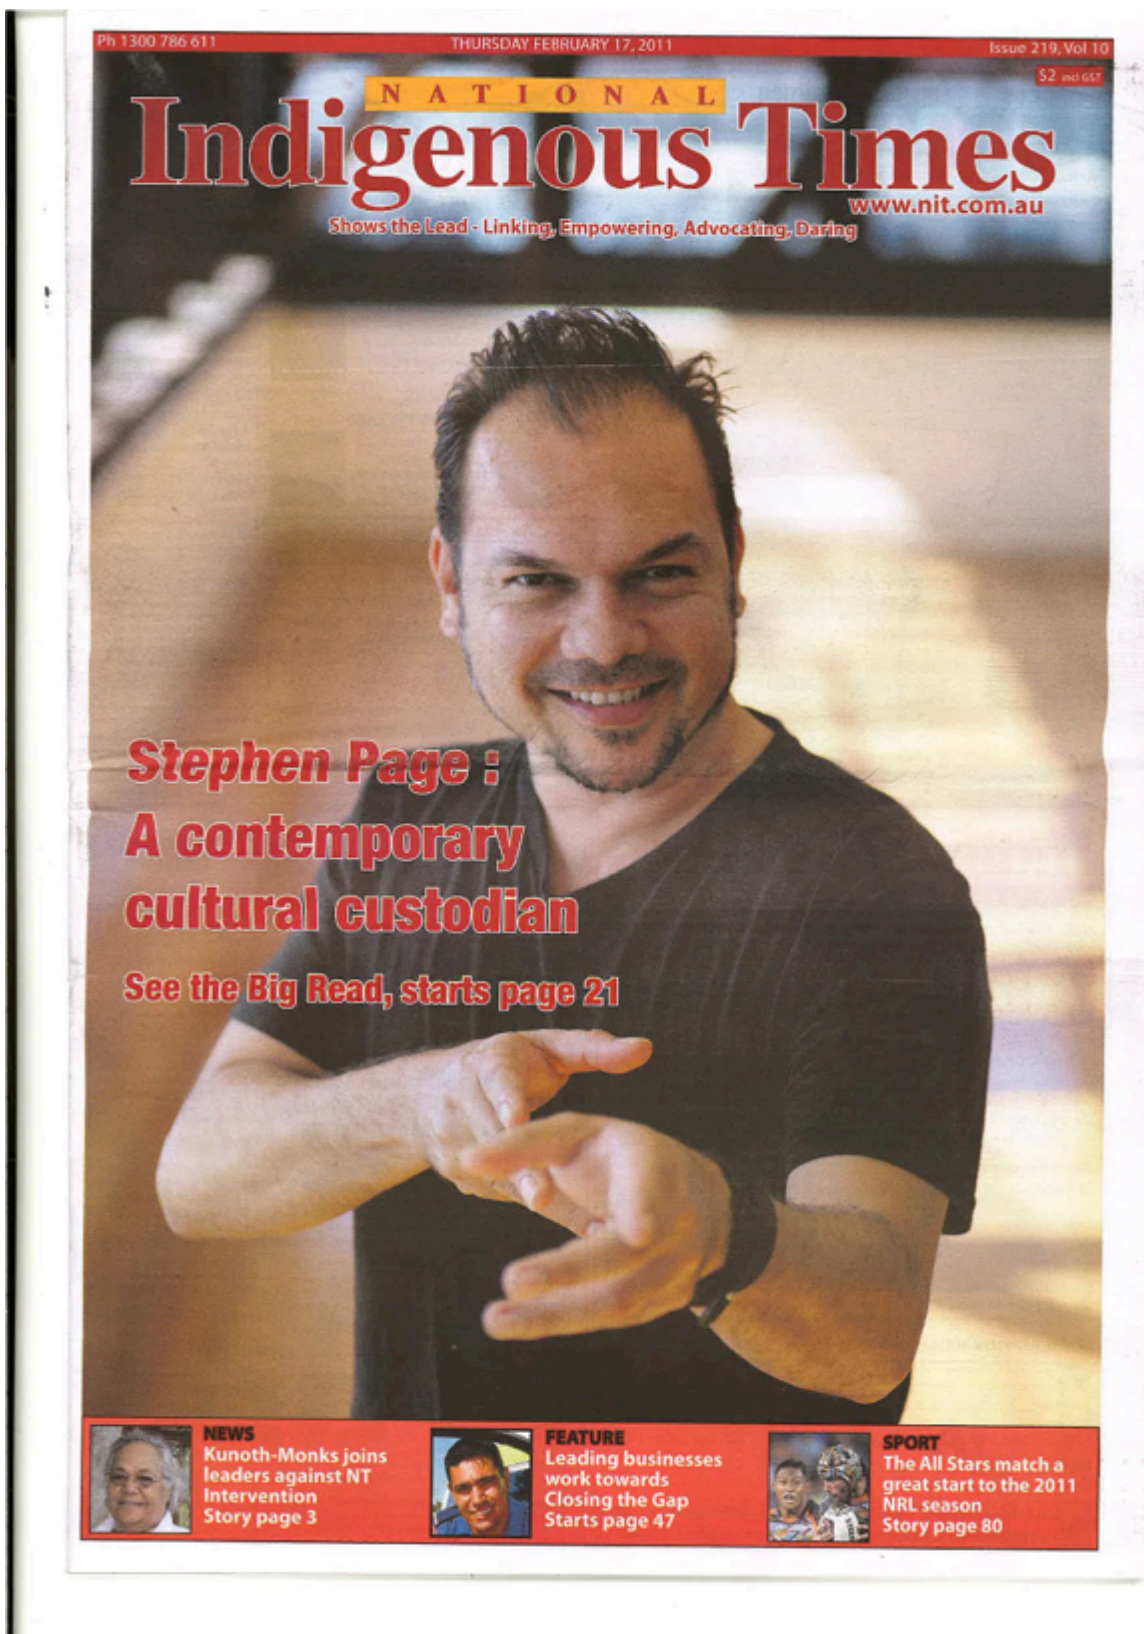 Ph 1300 786 611
THURSDAY FEBRUARY 17, 2011
Issue 219, Vol 10
$2 incl GST
NATIONAL
Indigenous Times
www.nit.com.au
Shows the Lead - Linking, Empowering, Advocating, Daring
Stephen Page :
A contemporary
cultural custodian
See the Big Read, starts page 21
NEWS
Kunoth-Monks joins
leaders against NT
Intervention
Story page 3
FEATURE
Leading businesses
work towards
Closing the Gap
Starts page 47
SPORT
The All Stars match a
great start to the 2011
NRL season
Story page 80